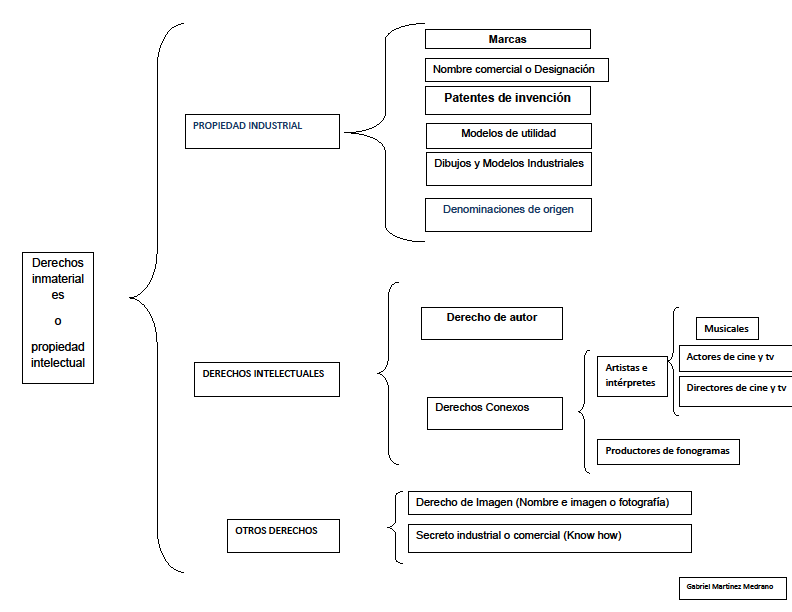 Derechos
inmaterial
es
o
propiedad
intelectual
PROPIEDAD INDUSTRIAL
Marcas
Nombre comercial o Designación
Patentes de invención
Modelos de utilidad
Dibujos y Modelos Industriales
Denominaciones de origen
DERECHOS INTELECTUALES
Derecho de autor
Derechos Conexos
Artistas e
intérpretes
Musicales
Actores de cine y tv
Directores de cine y tv
Productores de fonogramas
OTROS DERECHOS
Derecho de Imagen (Nombre e imagen o fotografía)
Secreto industrial o comercial (Know how)
Gabriel Martínez Medrano